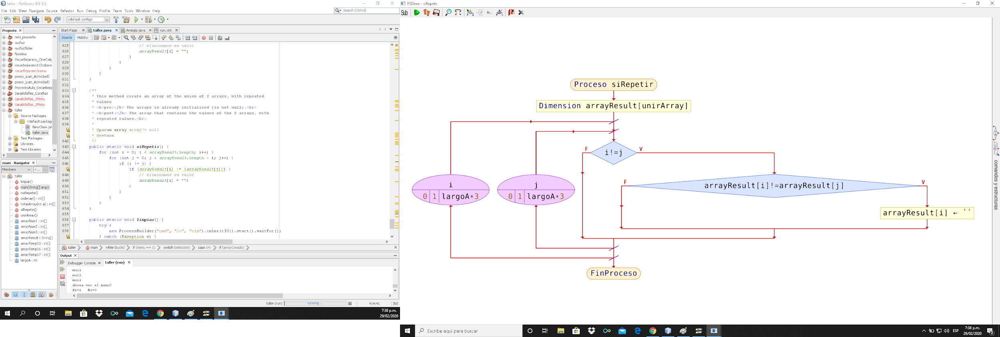 taller - NetBeans IDE 8.2
File Edit View Navigate Source Refactor Run Debug Profile Team Tools Window Help
Search (Ctrl+I)
<default config>
Projects
mini_proyecto
muñoz
muñozSlider
Nomina
OscarBejarano_CineCalip
oscarbejarano11Zodiaco
oscarBejaranoJmenu
posso_juan_Actividad2
posso_juan_Actividad3
ProyectoAula_OscarBeja
SaraBolaños_Canchas
SaraBolaños_JMenu
SaraBolaños_JMenu
taller
Source Packages
<default packag
NewClass.jav
taller.java
Test Packages
Libraries
Test Libraries
main - Navigator
Members
<...
taller
limpiar()
main(String[] args)
noRepetir()
ordenar() : int[]
rotarArray(int a) : int[]
siRepetir()
unirArray()
arrayNum1 : int[]
arrayNum2 : int[]
arrayNum3 : int[]
arrayResult : String[]
arrayTemp10 : int[]
arrayTemp16 : int[]
arrayTemp17 : int[]
largoA : int
Start Page taller.java Arreglo.java run.xml
Source History
625 // eliminamos su valor
626 arrayResult[i] = "";
627 }
628 }
629 }
630 }
631 }
632
633 /**
634 * this method create an array of the union of 2 arrays, with repeated
635 * values
636 * <b>pre:</b> The arrays is already initialized (is not null).<br>
637 * <b>post:</b> The array that contains the values of the 2 arrays, with
638 * repeated values.<br>
639 *
* @param array array!= null
* @return
642 */
643 public static void siRepetir() {
644 for (int i = 0; i < arrayResult.length; i++) {
645 for (int j = 0; j < arrayResult.length - 1; j++) {
646 if (i != j) {
if (arrayResult[i] != (arrayResult[j])) {
648 // eliminamos su valor
649 arrayResult[i] = "";
650 }
651 }
652 }
653 }
654 }
655
656 public static void limpiar() {
657 try {
658 new ProcessBuilder("cmd", "/c", "cls").inheritIO().start().waitFor();
} catch (Exception e) {
taller main while (bucle) if (menu == 1) switch (seleccion) case 14: if (arrayCreado)
Output
Debugger Console taller (run)
null
null
null
desea ver el menu?
Si=1 No=0
taller (run) running... 414:41 INS
7:38 p.m.
29/02/2020
PSDraw - siRepetir
Sub
Proceso siRepetir
Dimension arrayResult[unirArray]
i!=j
F
V
i
0 1 largoA*3
j
0 1 largoA*3
arrayResult[i]!=arrayResult[j]
F
V
arrayResult[i] ← ''
FinProceso
comandos y estructuras
Escribe aquí para buscar
ESP
7:38 p.m.
29/02/2020
2